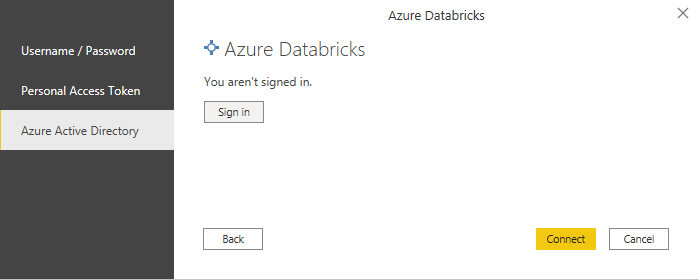 Azure Databricks
Username / Password
Personal Access Token
Azure Active Directory
Azure Databricks
You aren't signed in.
Sign in
Back
Connect
Cancel